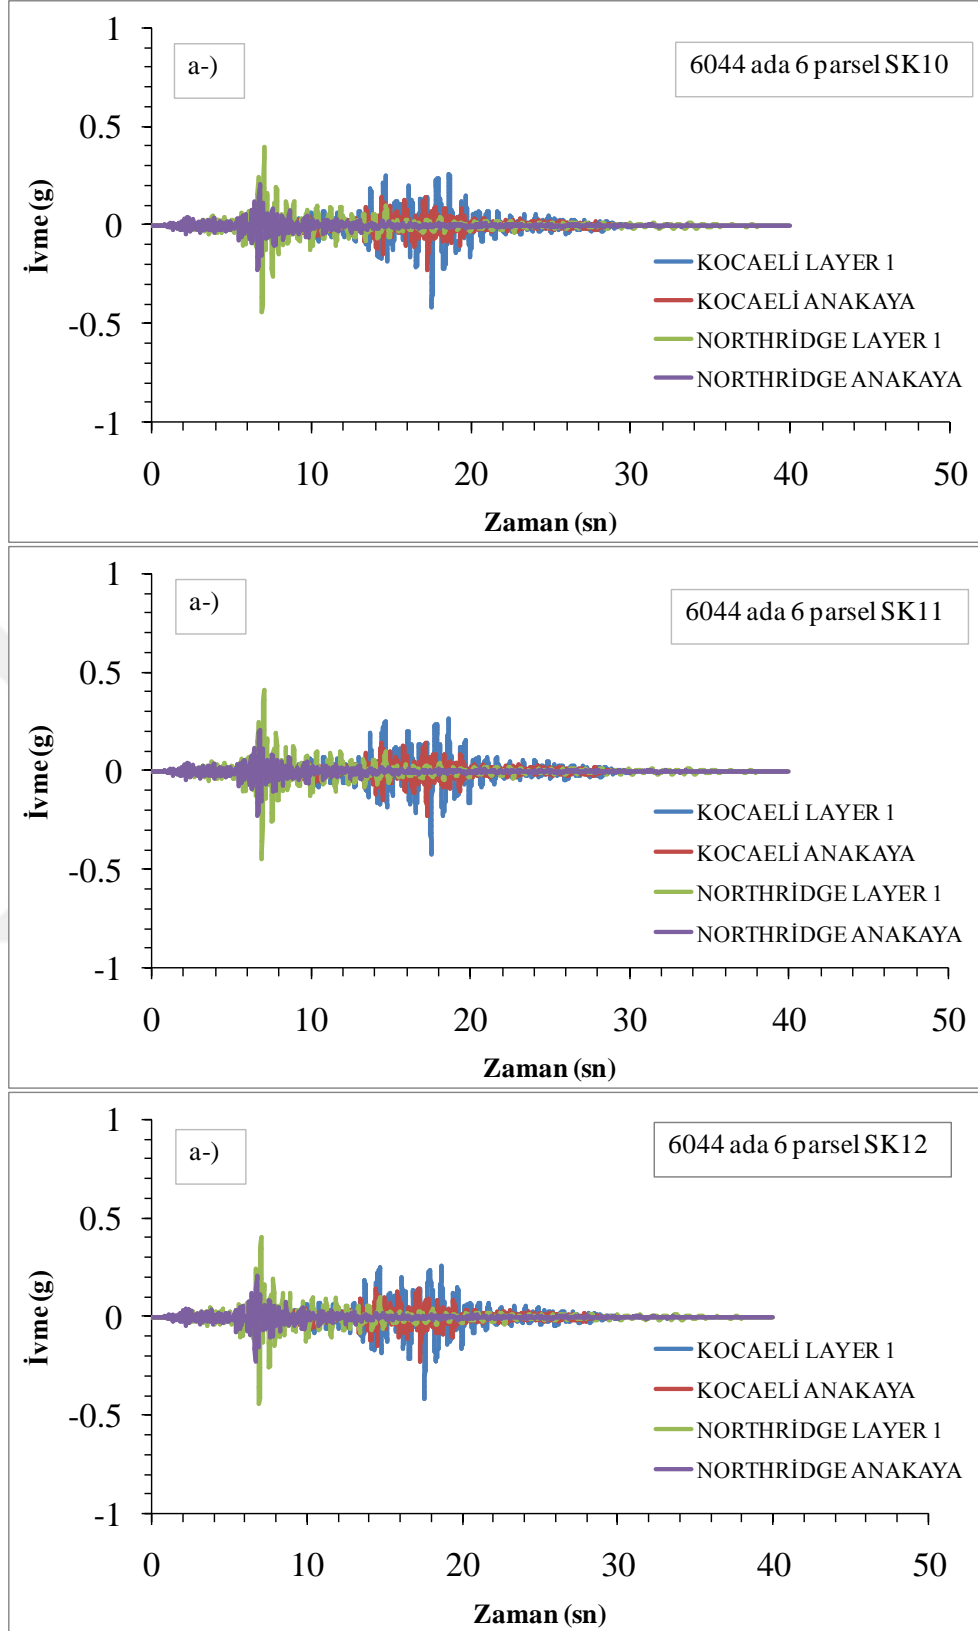 a-)
6044 ada 6 parsel SK10
1
0.5
0
-0.5
-1
İvme (g)
KOCAELİ LAYER 1
KOCAELİ ANAKAYA
NORTHRİDGE LAYER 1
NORTHRİDGE ANAKAYA
0 10 20 30 40 50
Zaman (sn)
a-)
6044 ada 6 parsel SK11
1
0.5
0
-0.5
-1
İvme (g)
KOCAELİ LAYER 1
KOCAELİ ANAKAYA
NORTHRİDGE LAYER 1
NORTHRİDGE ANAKAYA
0 10 20 30 40 50
Zaman (sn)
a-)
6044 ada 6 parsel SK12
1
0.5
0
-0.5
-1
İvme (g)
KOCAELİ LAYER 1
KOCAELİ ANAKAYA
NORTHRİDGE LAYER 1
NORTHRİDGE ANAKAYA
0 10 20 30 40 50
Zaman (sn)